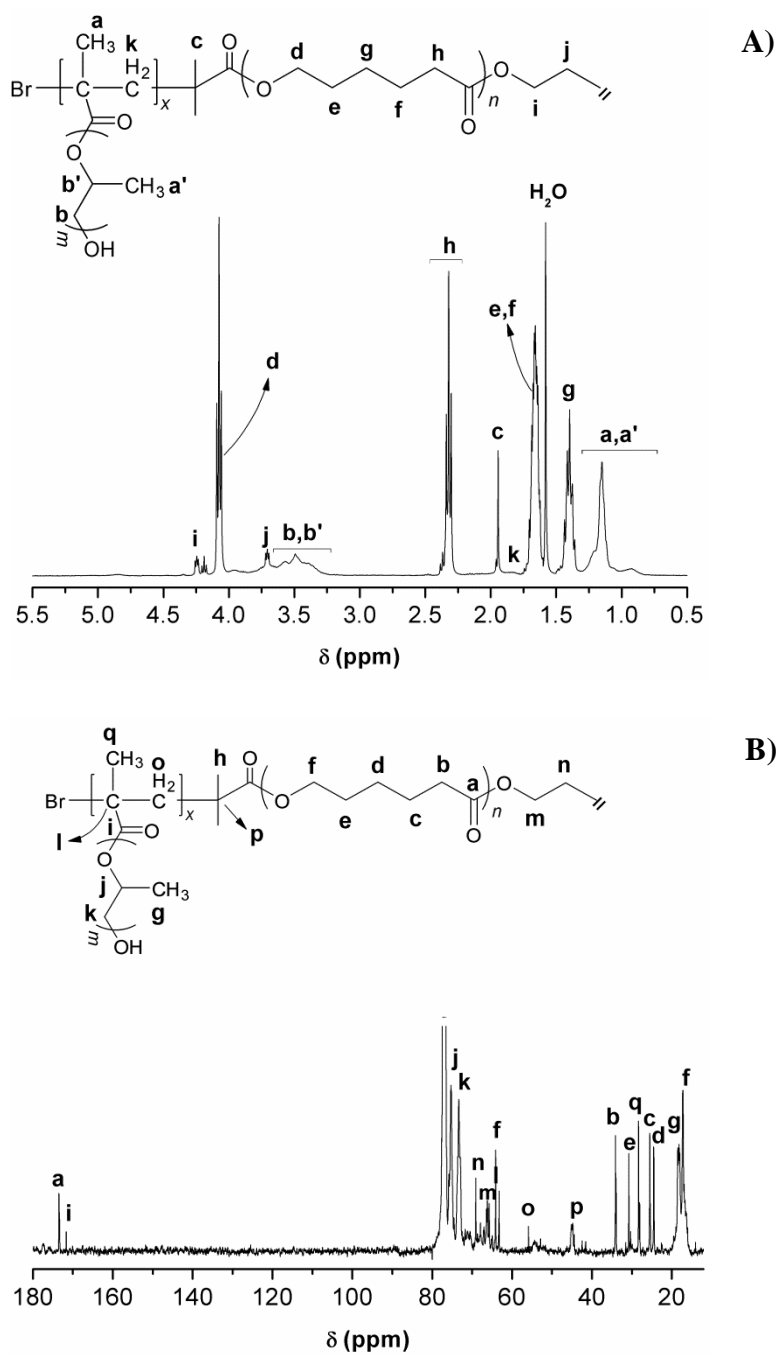 A)
a
CH3
k
H2
c
O
d
g
h
j
Br
x
O
n
O
e
f
i
O
O
O
b'
CH3 a'
b
m
OH
H2O
h
e,f
d
g
c
a,a'
i
j
b,b'
k
5.5 5.0 4.5 4.0 3.5 3.0 2.5 2.0 1.5 1.0 0.5
δ (ppm)
B)
q
CH3
o
H2
h
O
f
d
b
n
Br
x
O
a
n
O
i
e
c
m
l
O
p
O
O
j
CH3
k
g
m
OH
j
k
f
f
b
q
c
g
e
d
a
n
l
i
m
o
p
180 160 140 120 100 80 60 40 20
δ (ppm)